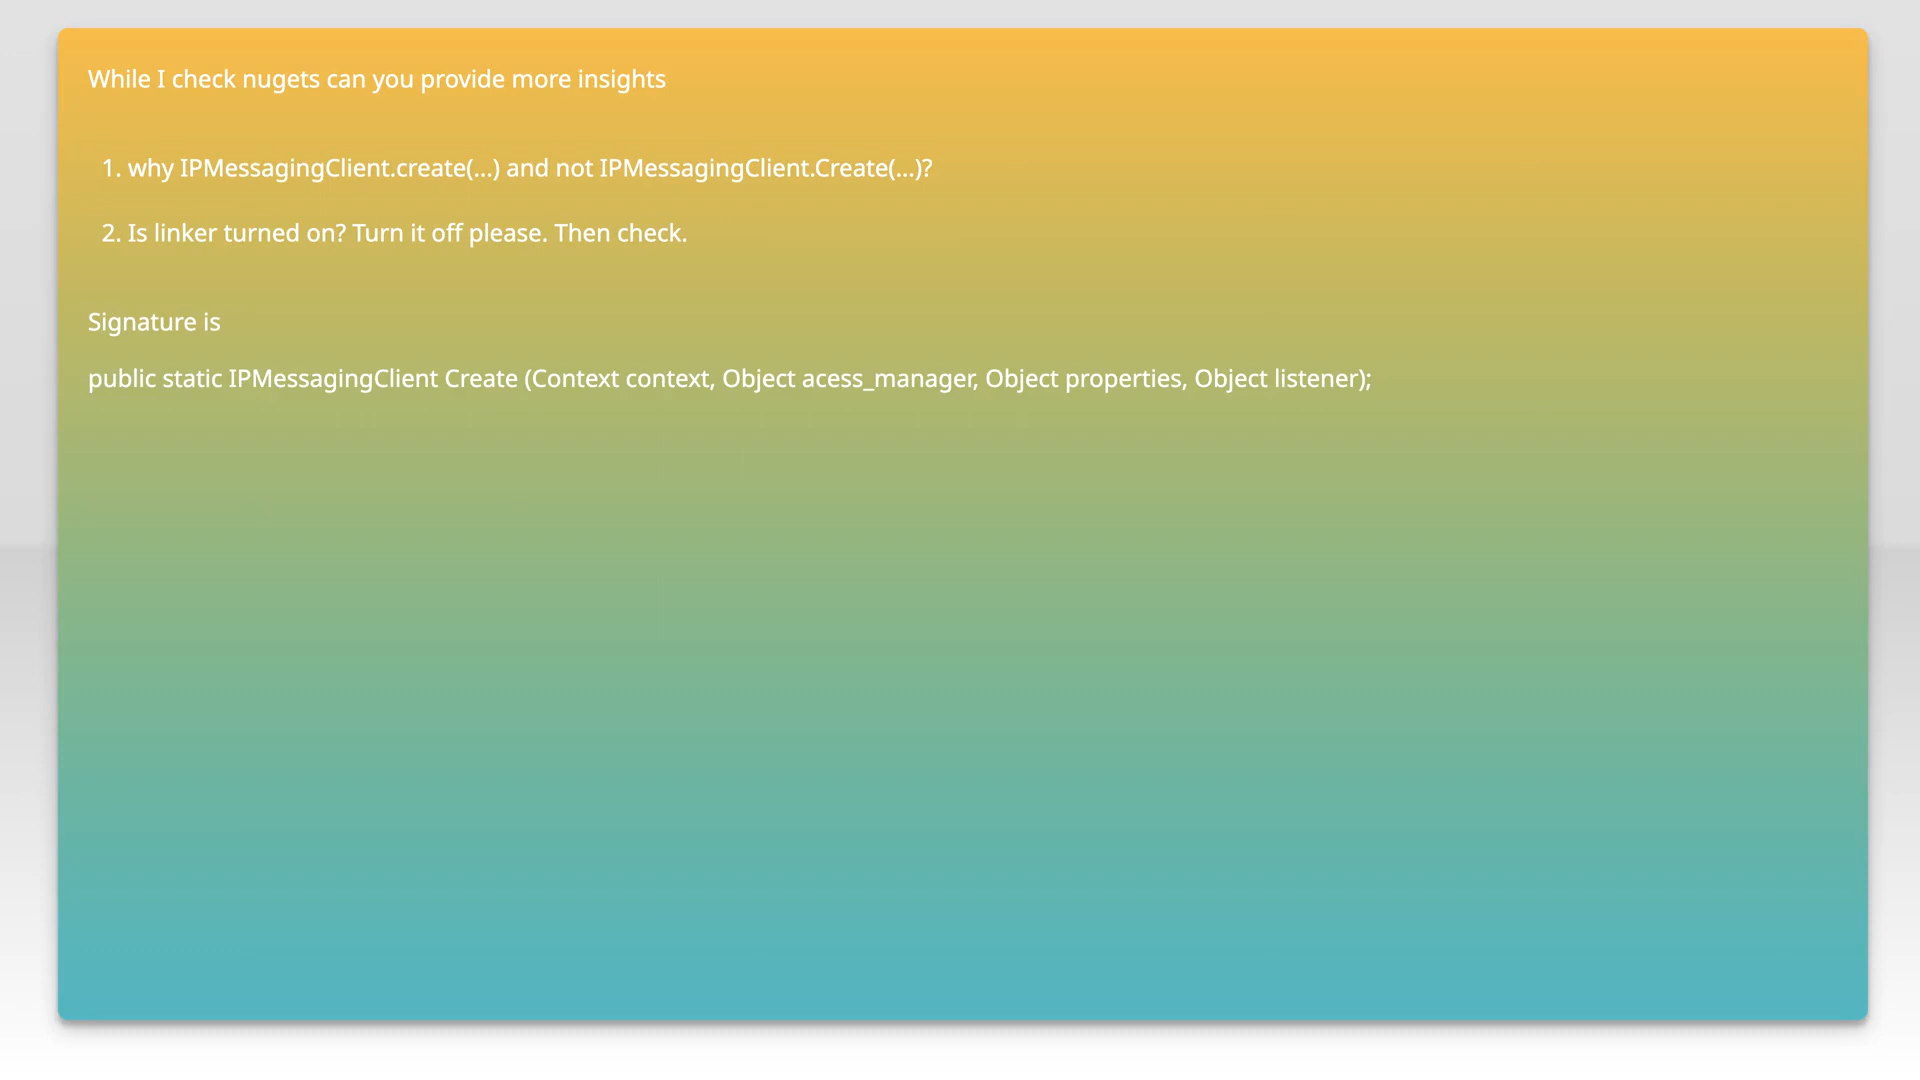 While I check nugets can you provide more insights
1. why IPMessagingClient.create(...) and not IPMessagingClient.Create(...)?
2. Is linker turned on? Turn it off please. Then check.
Signature is
public static IPMessagingClient Create (Context context, Object acess_manager, Object properties, Object listener);